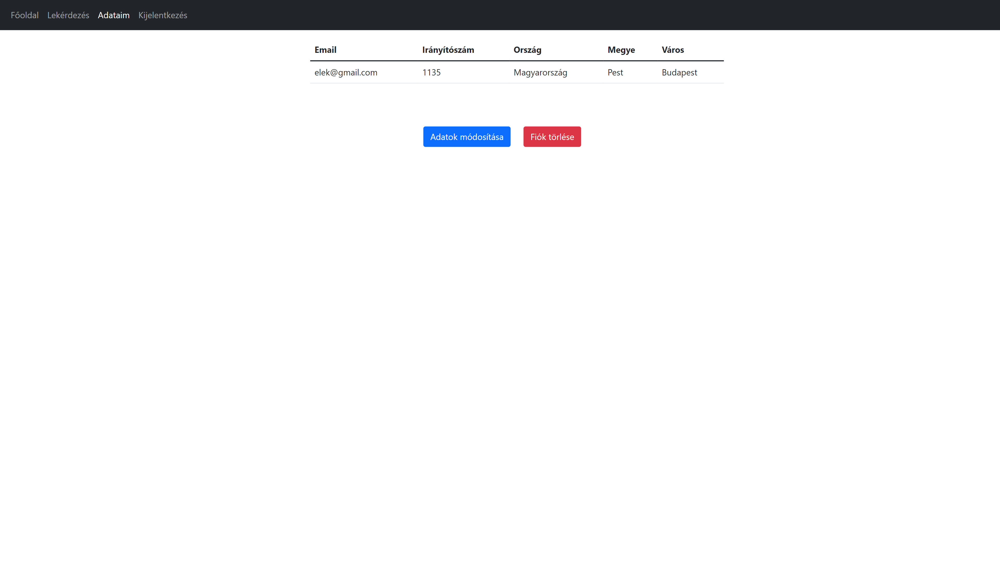 Főoldal Lekérdezés Adataim Kijelentkezés
Email Irányítószám Ország Megye Város
elek@gmail.com 1135 Magyarország Pest Budapest
Adatok módosítása Fiók törlése